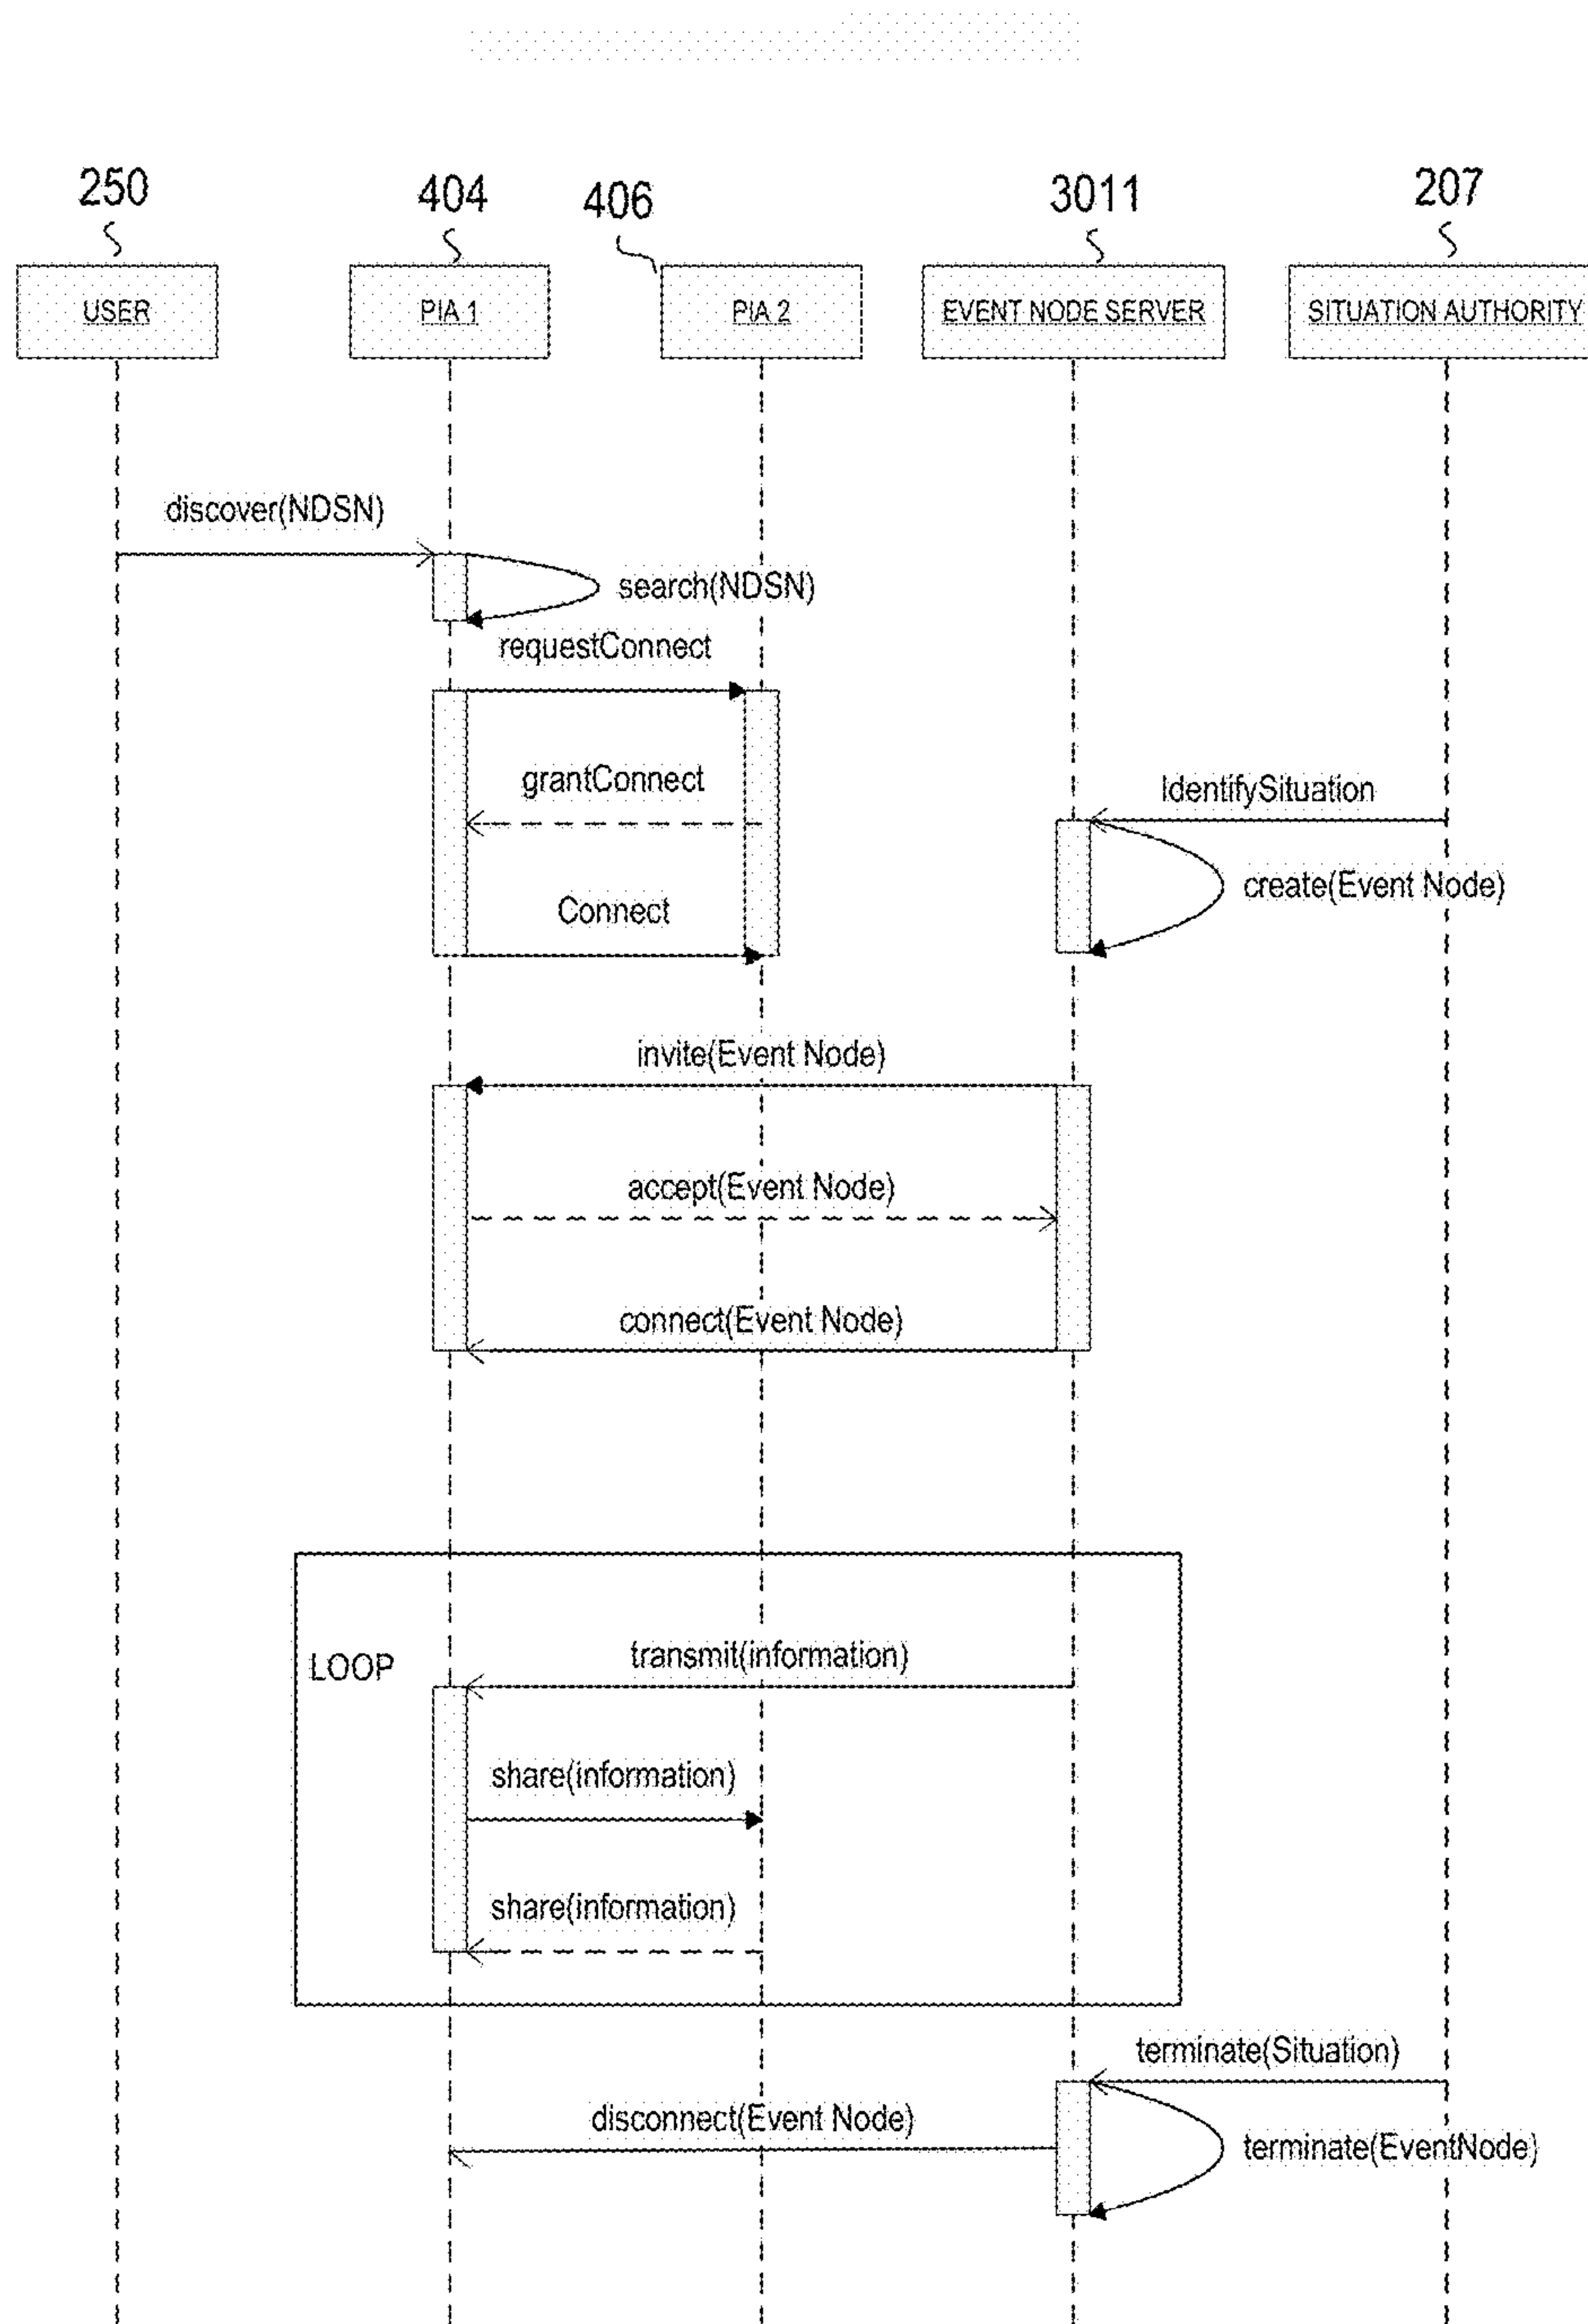 250
404
406
3011
207
USER
PIA 1
PIA 2
EVENT NODE SERVER
SITUATION AUTHORITY
discover(NDSN)
search(NDSN)
requestConnect
grantConnect
IdentifySituation
create(Event Node)
Connect
invite(Event Node)
accept(Event Node)
connect(Event Node)
LOOP
transmit(information)
share(information)
share(information)
terminate(Situation)
disconnect(Event Node)
terminate(EventNode)